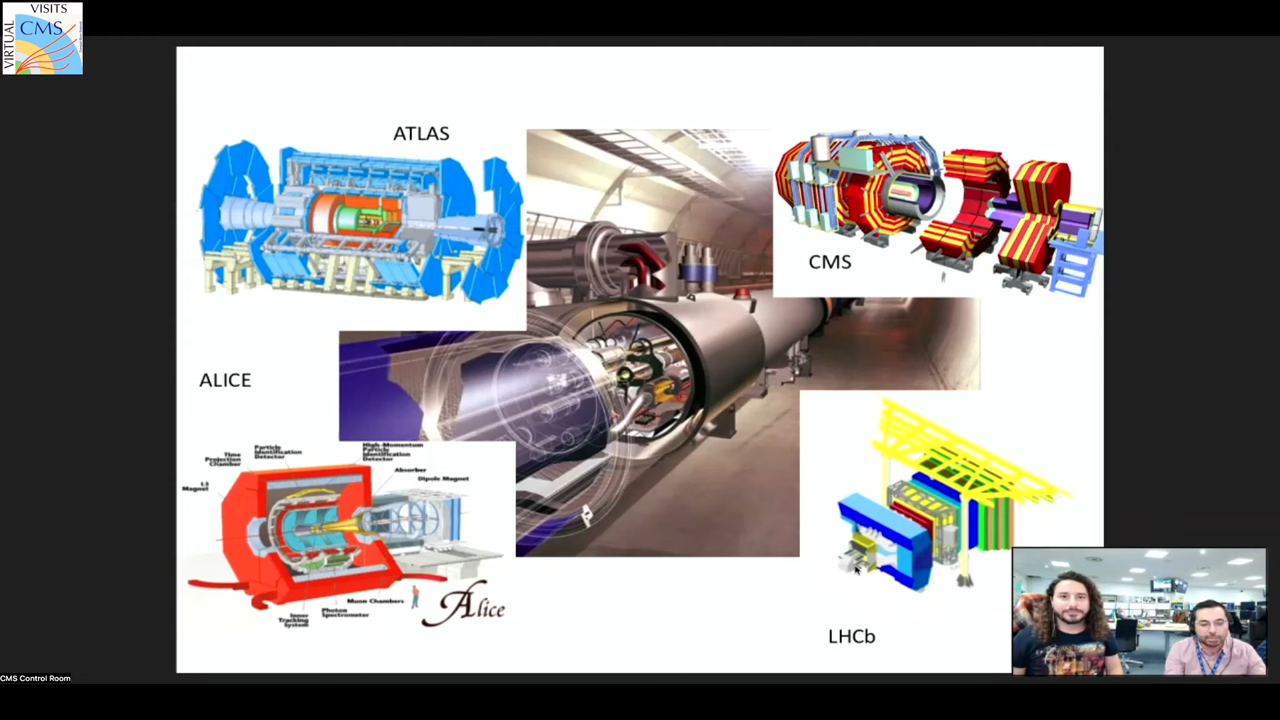 VISITS
VIRTUAL
CMS
ATLAS
CMS
ALICE
Time
Projection
Chamber
Particle
Identification
Detector
High-Momentum
Particle
Identification
Detector
Absorber
Dipole Magnet
L3
Magnet
Inner
Tracking
System
Photon
Spectrometer
Muon Chambers
Alice
LHCb
CMS Control Room